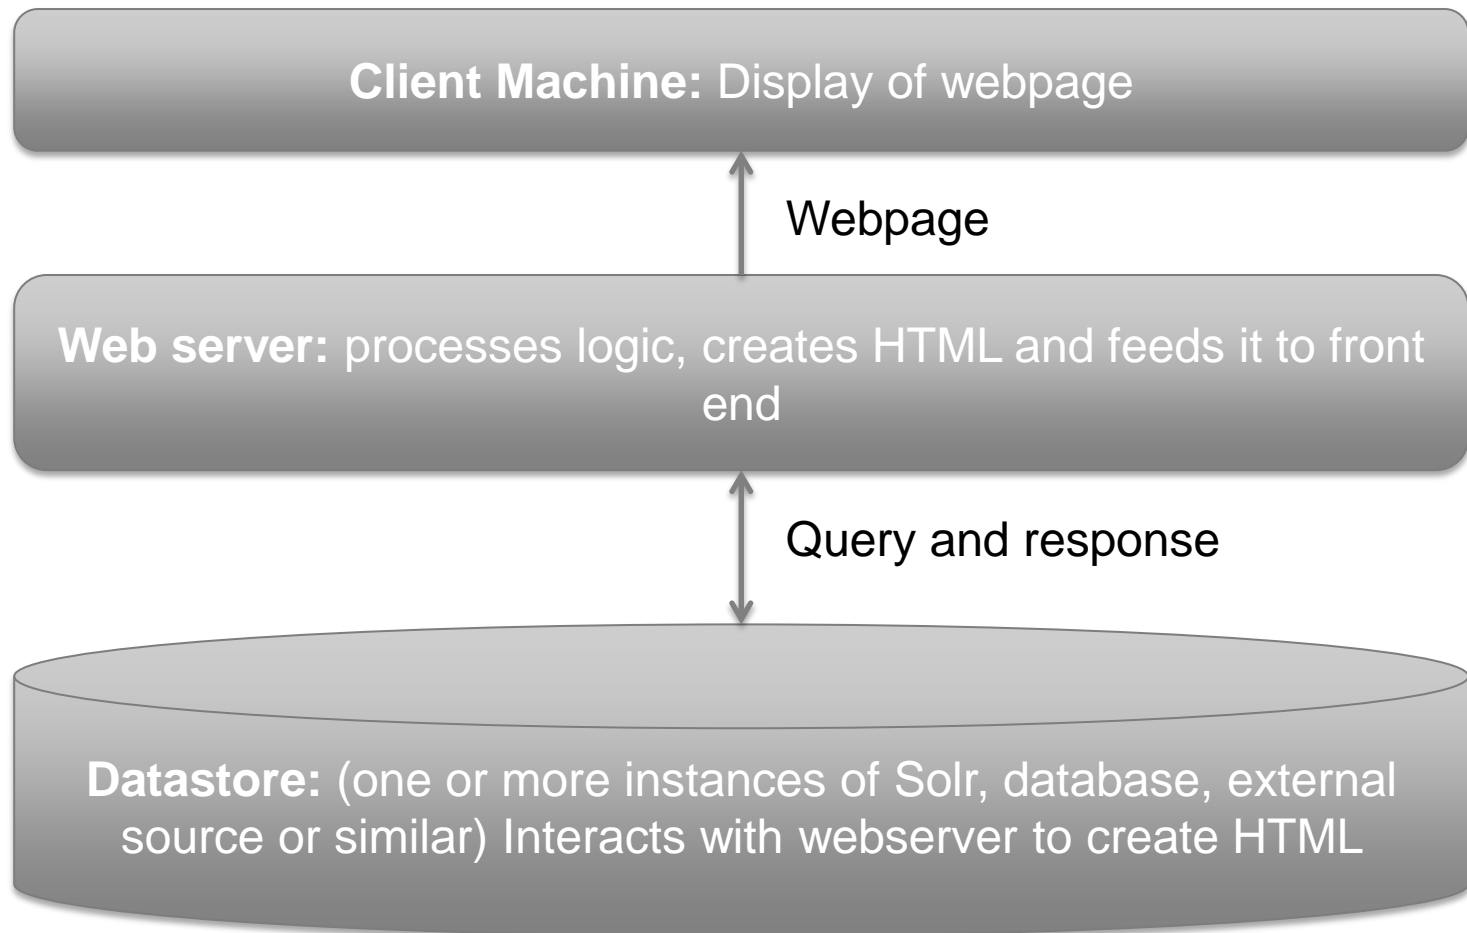 Client Machine: Display of webpage
Webpage
Web server: processes logic, creates HTML and feeds it to front
end
Query and response
Datastore: (one or more instances of Solr, database, external
source or similar) Interacts with webserver to create HTML